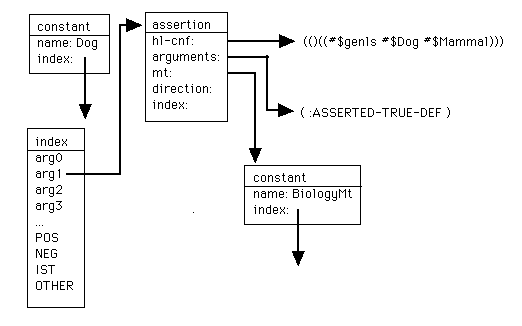 constant
name: Dog
index:
assertion
hl-cnf:
arguments:
mt:
direction:
index:
(()((#$genls #$Dog #$Mammal)))
( :ASSERTED-TRUE-DEF )
index
arg0
arg1
arg2
arg3
...
POS
NEG
IST
OTHER
constant
name: BiologyMt
index: